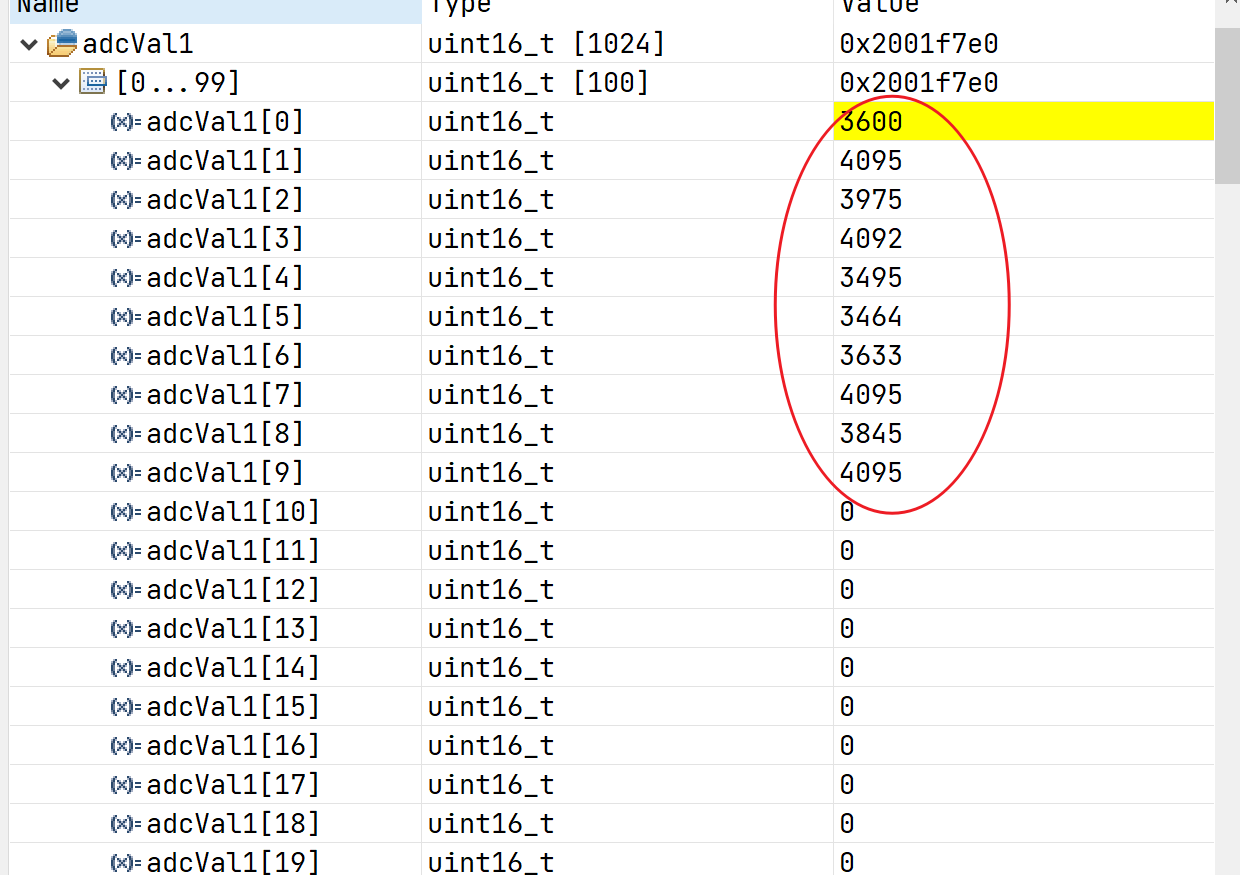 Name Type Value
adcVal1 uint16_t [1024] 0x2001f7e0
[0...99] uint16_t [100] 0x2001f7e0
(x)= adcVal1[0] uint16_t 3600
(x)= adcVal1[1] uint16_t 4095
(x)= adcVal1[2] uint16_t 3975
(x)= adcVal1[3] uint16_t 4092
(x)= adcVal1[4] uint16_t 3495
(x)= adcVal1[5] uint16_t 3464
(x)= adcVal1[6] uint16_t 3633
(x)= adcVal1[7] uint16_t 4095
(x)= adcVal1[8] uint16_t 3845
(x)= adcVal1[9] uint16_t 4095
(x)= adcVal1[10] uint16_t 0
(x)= adcVal1[11] uint16_t 0
(x)= adcVal1[12] uint16_t 0
(x)= adcVal1[13] uint16_t 0
(x)= adcVal1[14] uint16_t 0
(x)= adcVal1[15] uint16_t 0
(x)= adcVal1[16] uint16_t 0
(x)= adcVal1[17] uint16_t 0
(x)= adcVal1[18] uint16_t 0
(x)= adcVal1[19] uint16_t 0